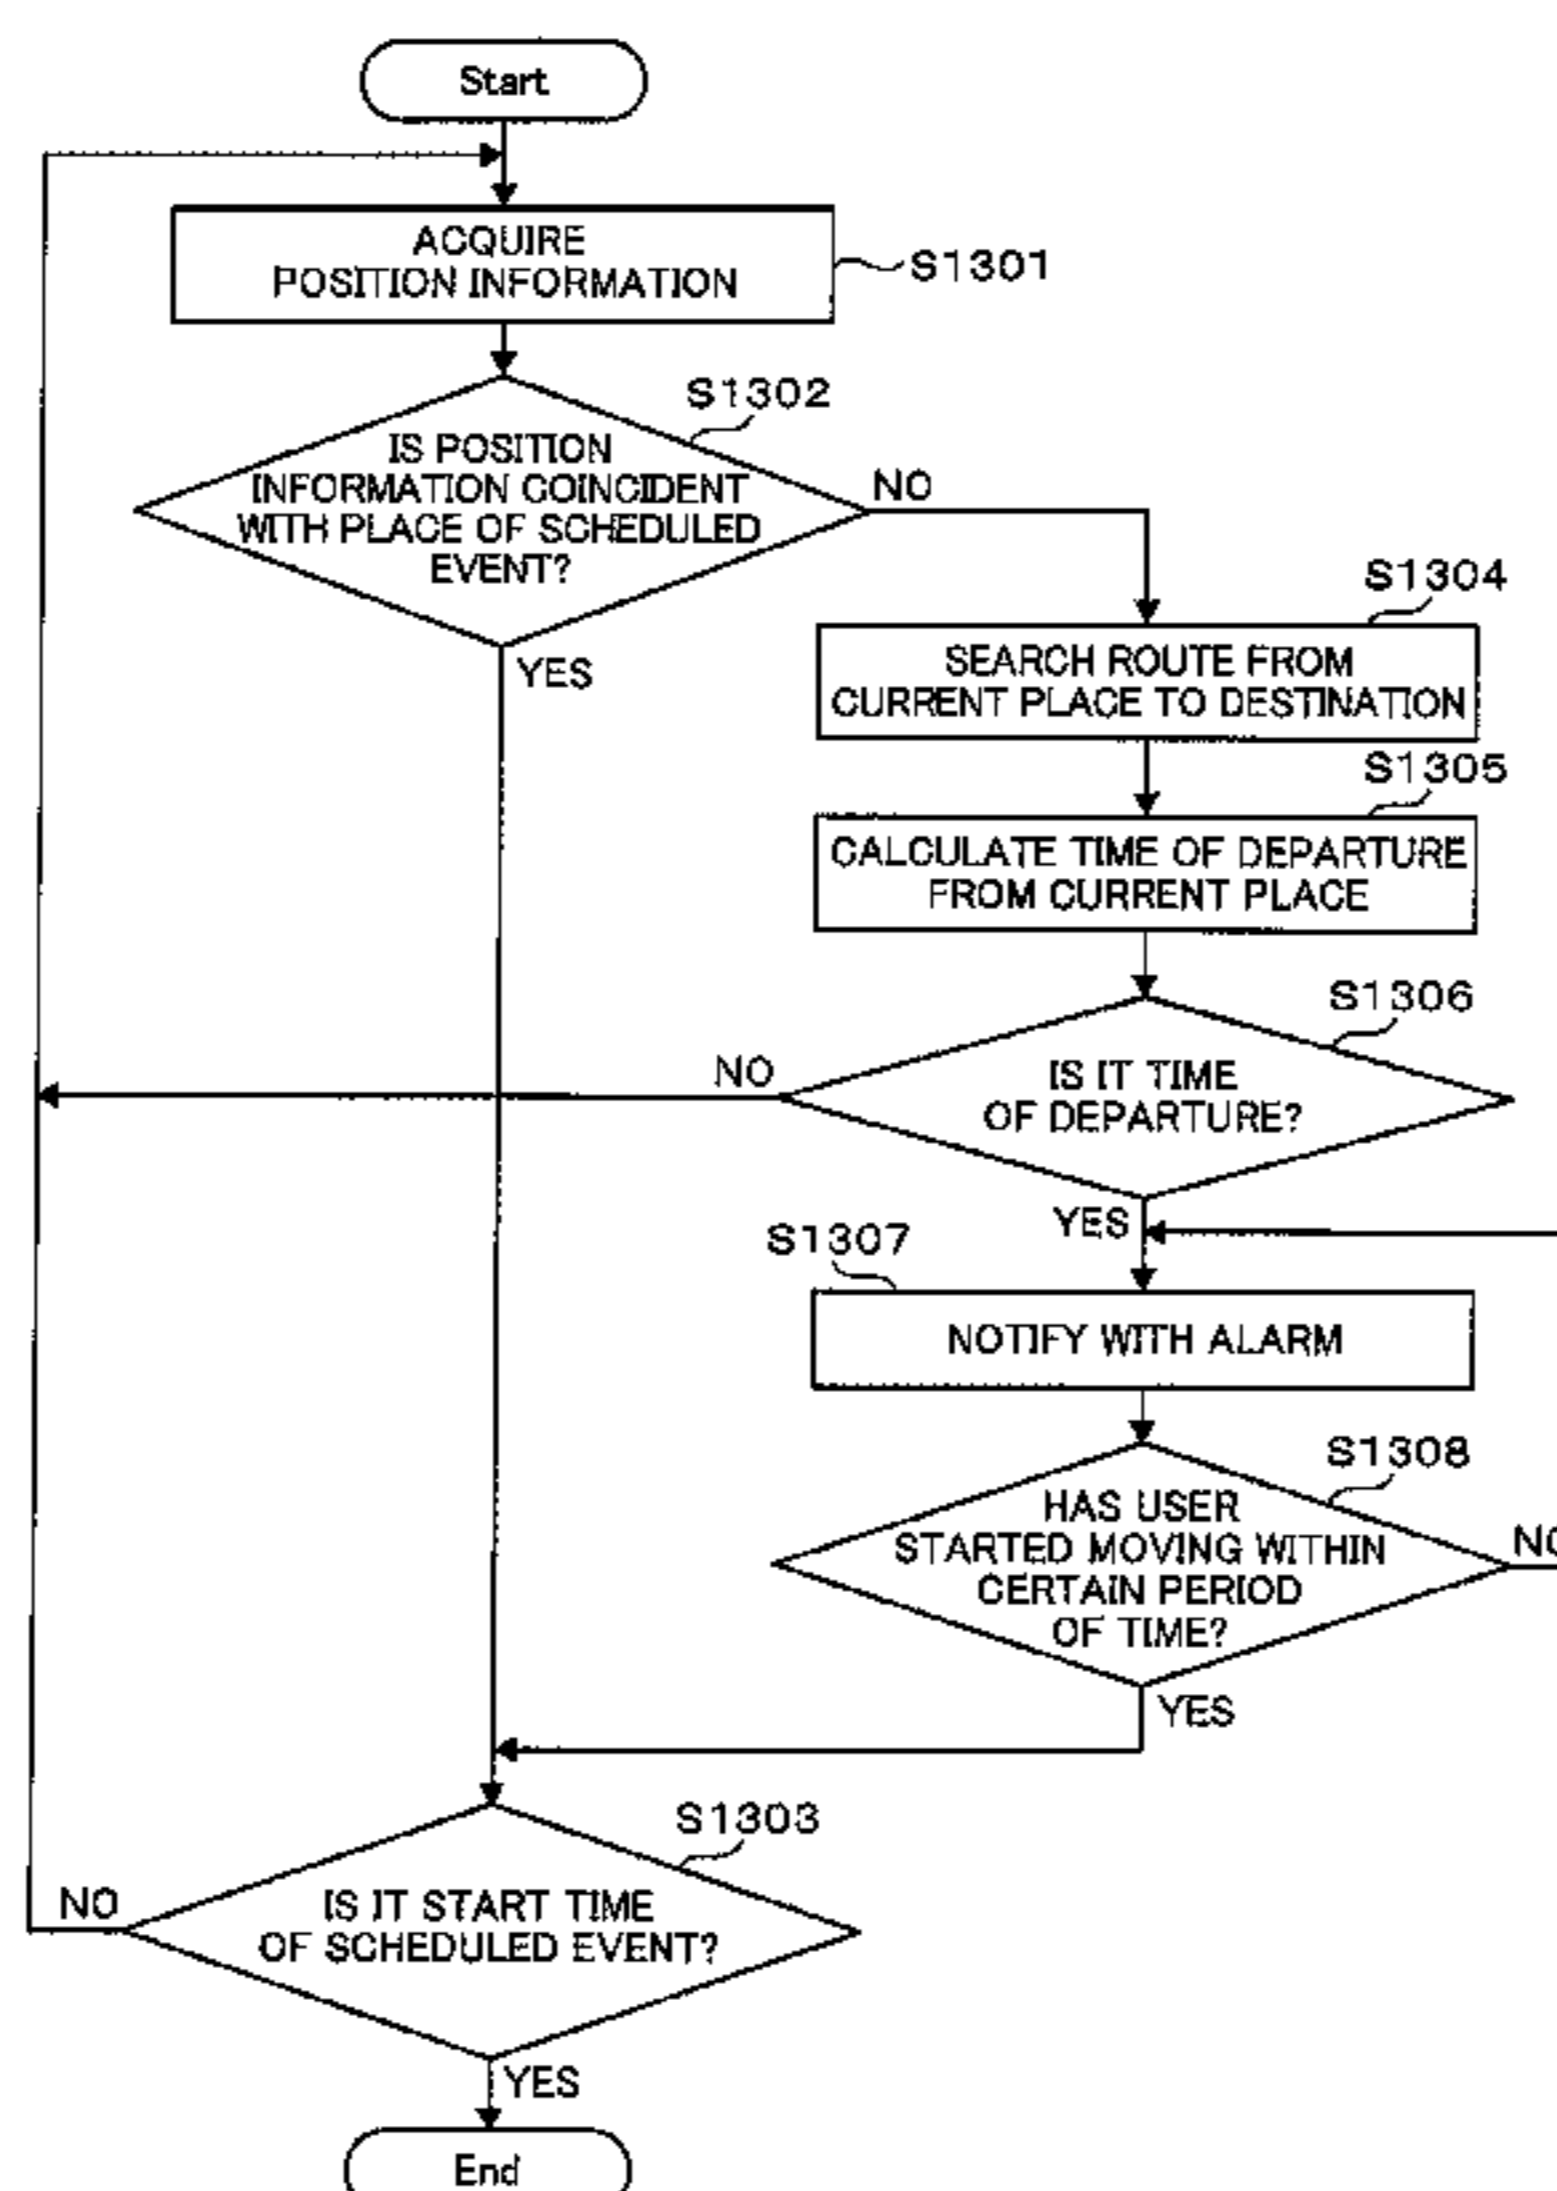 Start
ACQUIRE
POSITION INFORMATION
S1301
S1302
IS POSITION
INFORMATION COINCIDENT
WITH PLACE OF SCHEDULED
EVENT?
NO
YES
S1304
SEARCH ROUTE FROM
CURRENT PLACE TO DESTINATION
S1305
CALCULATE TIME OF DEPARTURE
FROM CURRENT PLACE
S1306
IS IT TIME
OF DEPARTURE?
NO
YES
S1307
NOTIFY WITH ALARM
S1308
HAS USER
STARTED MOVING WITHIN
CERTAIN PERIOD
OF TIME?
YES
S1303
IS IT START TIME
OF SCHEDULED EVENT?
NO
YES
End